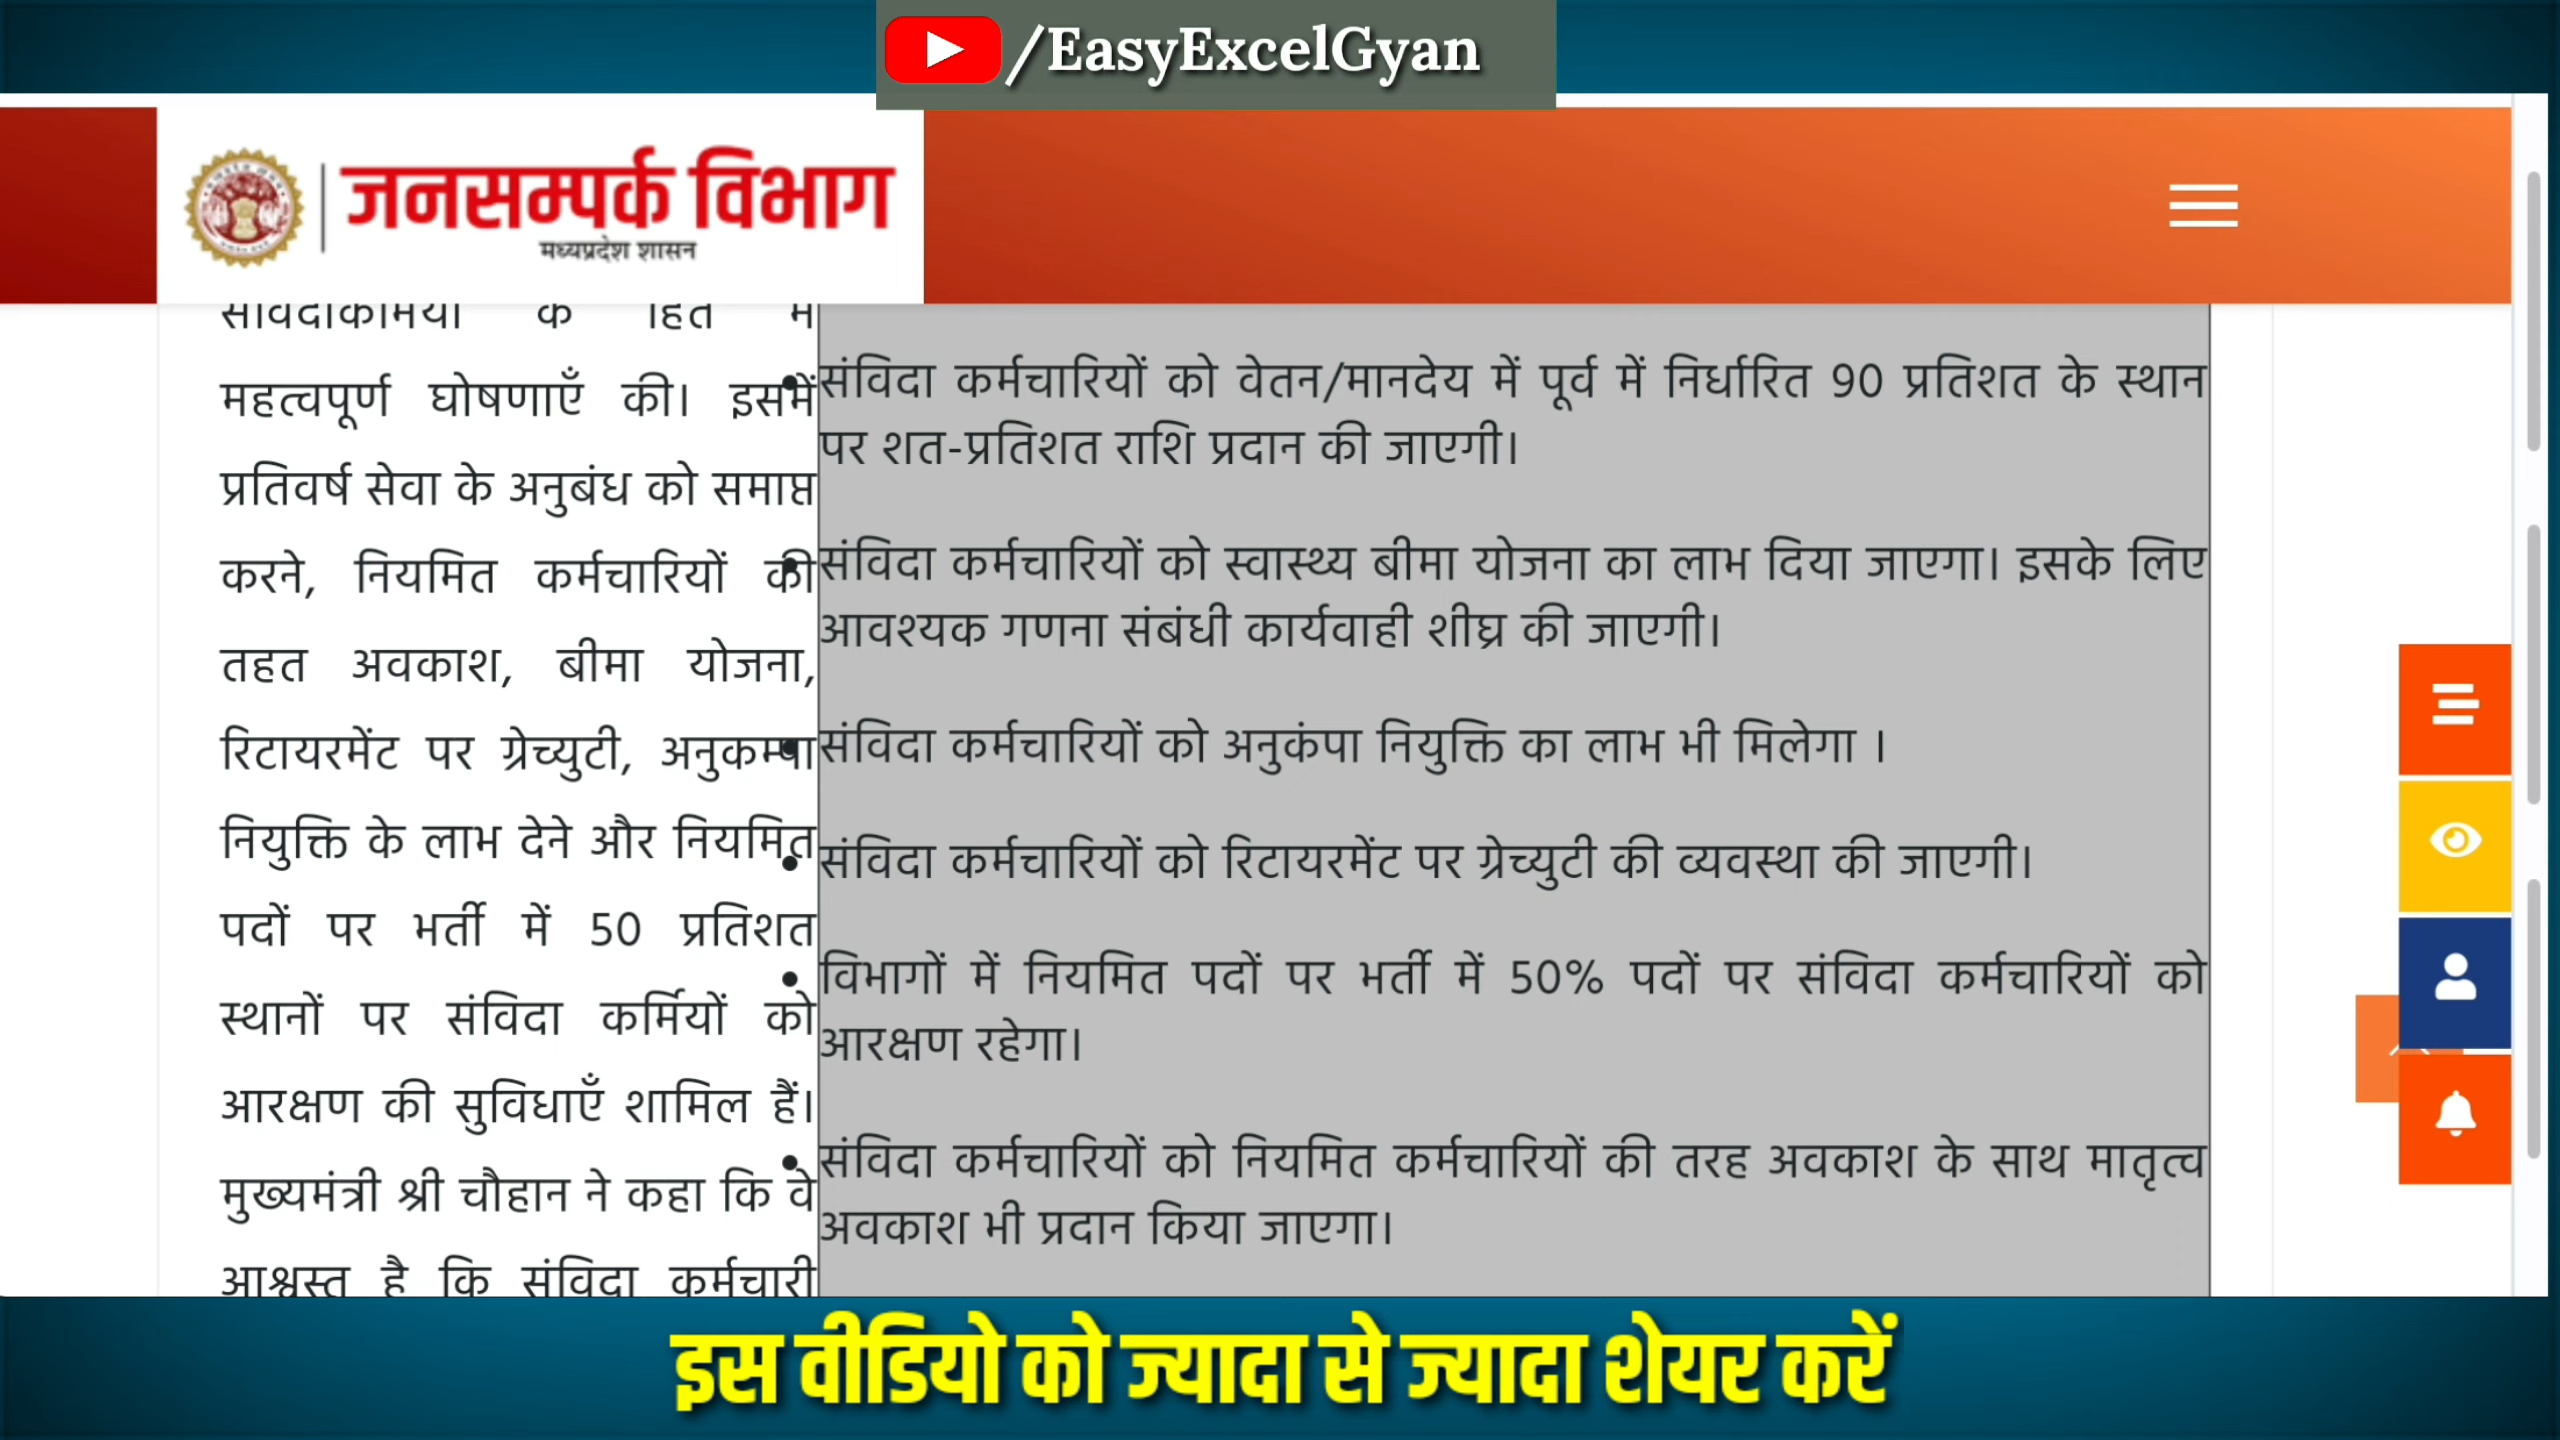 /EasyExcelGyan
जनसम्पर्क विभाग
मध्यप्रदेश शासन
संविदाकर्मियों के हित में
महत्वपूर्ण घोषणाएँ की। इसमें
प्रतिवर्ष सेवा के अनुबंध को समाप्त
करने, नियमित कर्मचारियों की
तहत अवकाश, बीमा योजना,
रिटायरमेंट पर ग्रेच्युटी, अनुकम्पा
नियुक्ति के लाभ देने और नियमित
पदों पर भर्ती में 50 प्रतिशत
स्थानों पर संविदा कर्मियों को
आरक्षण की सुविधाएँ शामिल हैं।
मुख्यमंत्री श्री चौहान ने कहा कि वे
आश्वस्त है कि संविदा कर्मचारी
• संविदा कर्मचारियों को वेतन/मानदेय में पूर्व में निर्धारित 90 प्रतिशत के स्थान
पर शत-प्रतिशत राशि प्रदान की जाएगी।
• संविदा कर्मचारियों को स्वास्थ्य बीमा योजना का लाभ दिया जाएगा। इसके लिए
आवश्यक गणना संबंधी कार्यवाही शीघ्र की जाएगी।
• संविदा कर्मचारियों को अनुकंपा नियुक्ति का लाभ भी मिलेगा ।
• संविदा कर्मचारियों को रिटायरमेंट पर ग्रेच्युटी की व्यवस्था की जाएगी।
• विभागों में नियमित पदों पर भर्ती में 50% पदों पर संविदा कर्मचारियों को
आरक्षण रहेगा।
• संविदा कर्मचारियों को नियमित कर्मचारियों की तरह अवकाश के साथ मातृत्व
अवकाश भी प्रदान किया जाएगा।
इस वीडियो को ज्यादा से ज्यादा शेयर करें